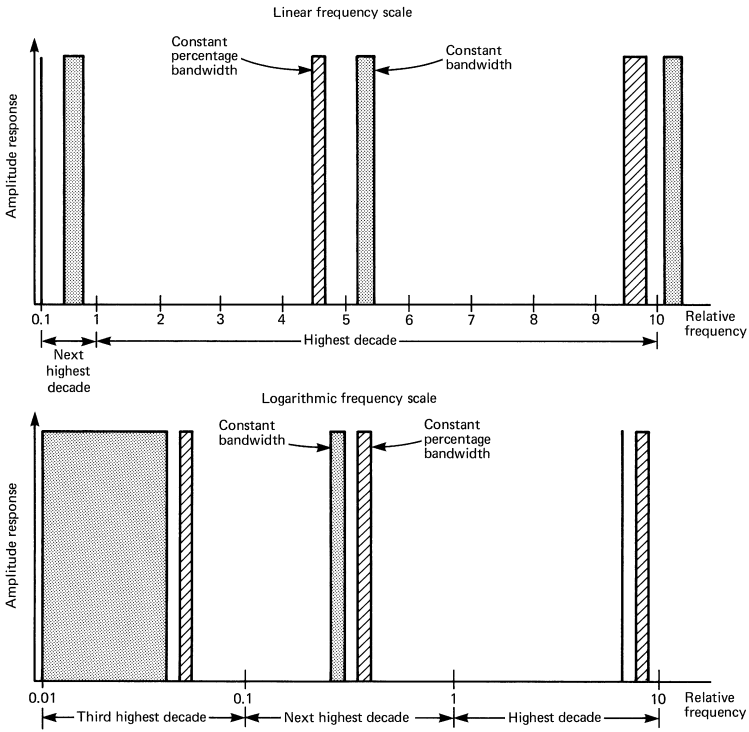 Linear frequency scale
Constant
percentage
bandwidth
Constant
bandwidth
Amplitude response
0.1 1 2 3 4 5 6 7 8 9 10 Relative
frequency
Highest decade
Next
highest
decade
Logarithmic frequency scale
Constant
bandwidth
Constant
percentage
bandwidth
Amplitude response
0.01 0.1 1 10 Relative
frequency
Third highest decade Next highest decade Highest decade